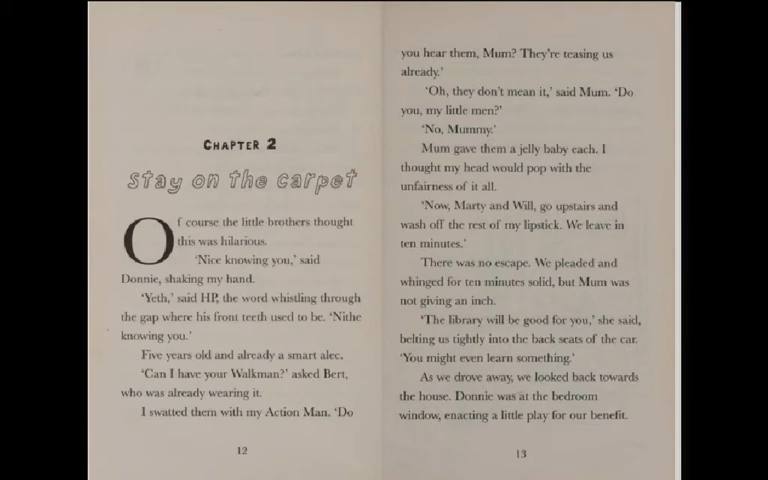 CHAPTER 2
Stay on the carpet
Of course the little brothers thought
this was hilarious.
'Nice knowing you,' said
Donnie, shaking my hand.
'Yeth,' said HP, the word whistling through
the gap where his front teeth used to be. 'Nithe
knowing you.'
Five years old and already a smart alec.
'Can I have your Walkman?' asked Bert,
who was already wearing it.
I swatted them with my Action Man. 'Do
12
you hear them, Mum? They're teasing us
already.'
'Oh, they don't mean it,' said Mum. 'Do
you, my little men?'
'No, Mummy.'
Mum gave them a jelly baby each. I
thought my head would pop with the
unfairness of it all.
'Now, Marty and Will, go upstairs and
wash off the rest of my lipstick. We leave in
ten minutes.'
There was no escape. We pleaded and
whinged for ten minutes solid, but Mum was
not giving an inch.
'The library will be good for you,' she said,
belting us tightly into the back seats of the car.
'You might even learn something.'
As we drove away, we looked back towards
the house. Donnie was at the bedroom
window, enacting a little play for our benefit.
13